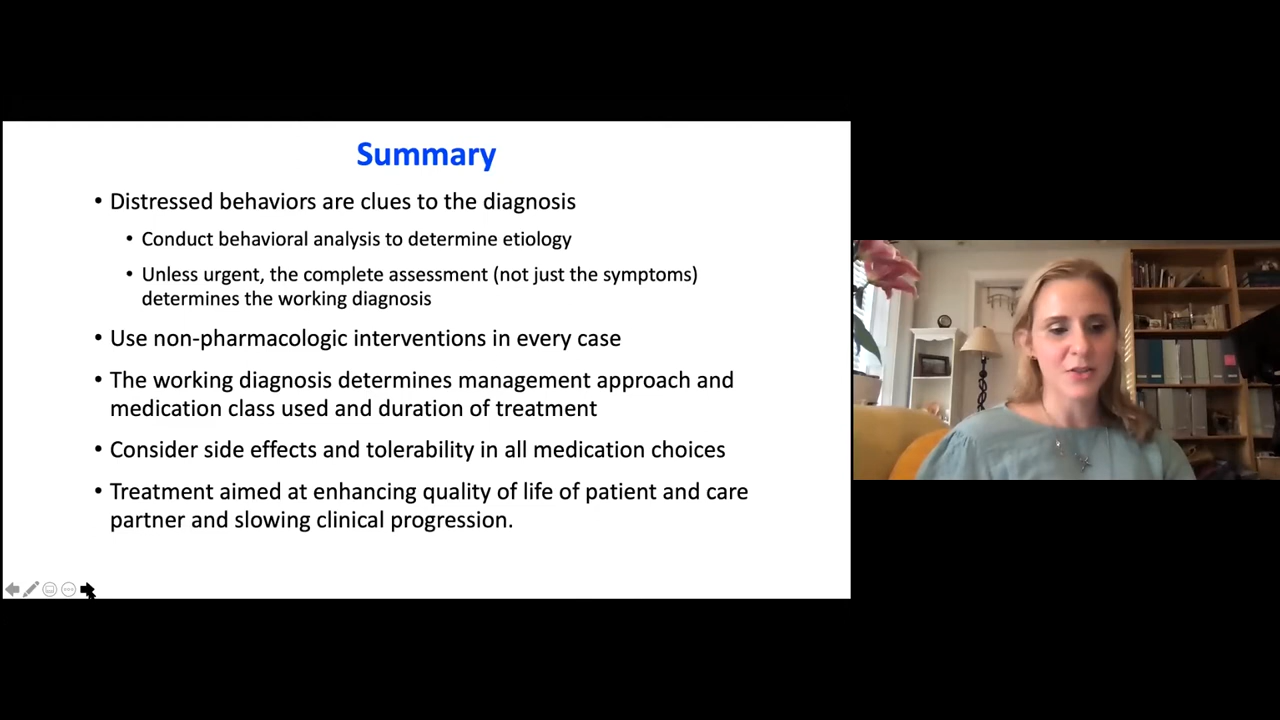 Summary
• Distressed behaviors are clues to the diagnosis
• Conduct behavioral analysis to determine etiology
• Unless urgent, the complete assessment (not just the symptoms)
determines the working diagnosis
• Use non-pharmacologic interventions in every case
• The working diagnosis determines management approach and
medication class used and duration of treatment
• Consider side effects and tolerability in all medication choices
• Treatment aimed at enhancing quality of life of patient and care
partner and slowing clinical progression.